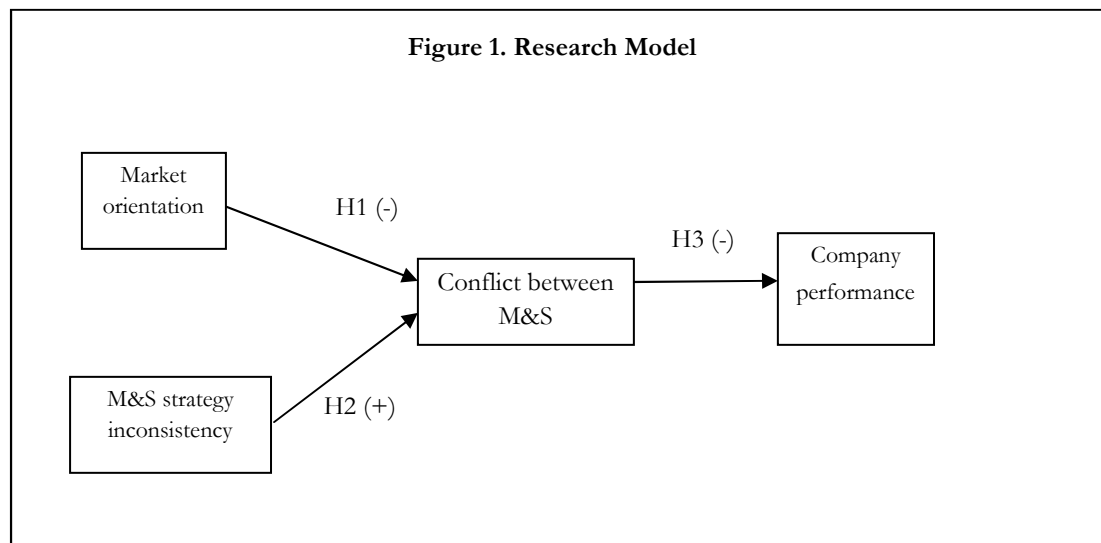 Figure 1. Research Model
Market
orientation
H1 (-)
H3 (-)
Company
performance
Conflict between
M&S
M&S strategy
inconsistency
H2 (+)